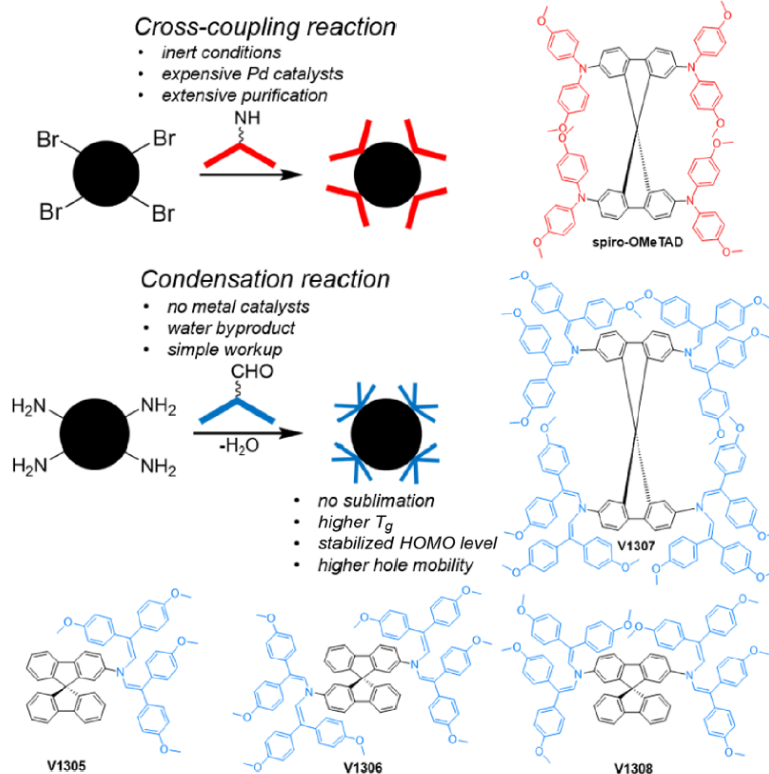 Cross-coupling reaction
• inert conditions
• expensive Pd catalysts
• extensive purification
Br
Br
Br
Br
NH
spiro-OMeTAD
Condensation reaction
• no metal catalysts
• water byproduct
• simple workup
H2N
NH2
H2N
NH2
CHO
-H2O
• no sublimation
• higher Tg
• stabilized HOMO level
• higher hole mobility
V1307
V1305
V1306
V1308